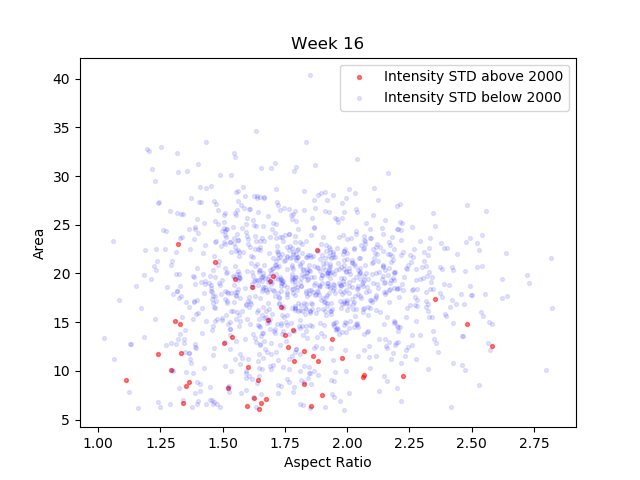 Week 16
Intensity STD above 2000
Intensity STD below 2000
40
35
30
25
20
15
10
5
Area
1.00 1.25 1.50 1.75 2.00 2.25 2.50 2.75
Aspect Ratio